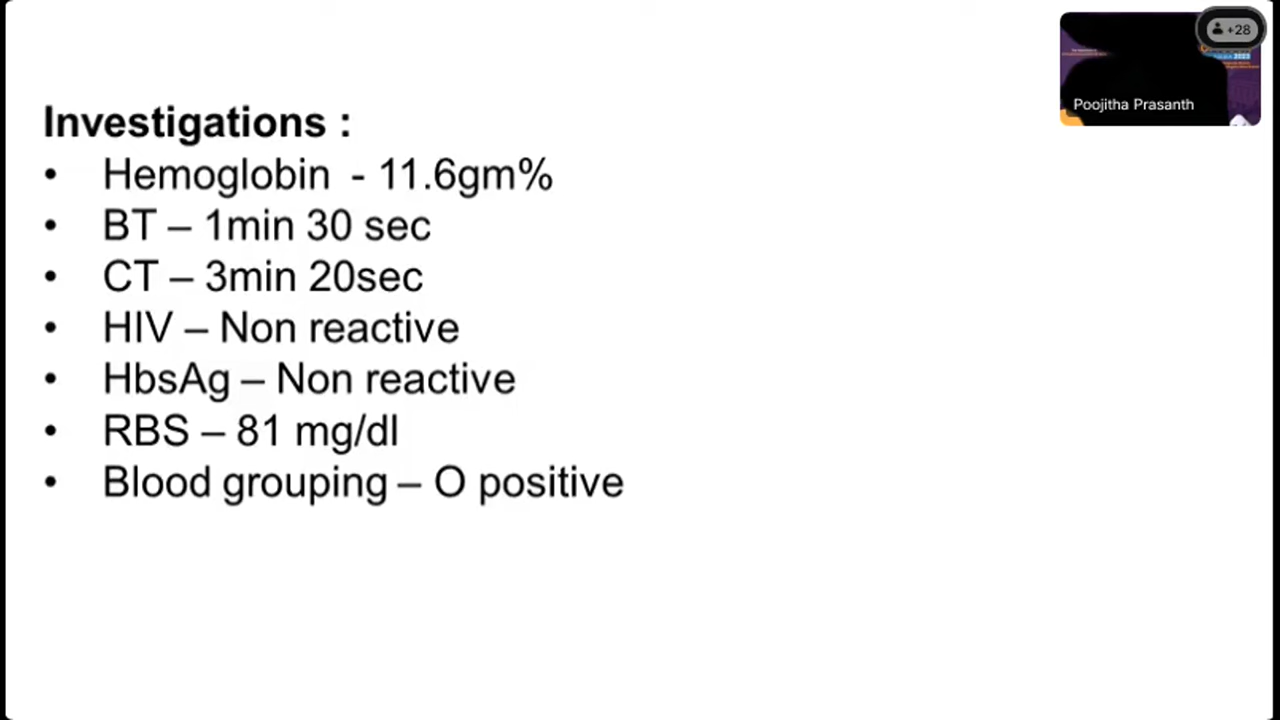 Investigations :
• Hemoglobin - 11.6gm%
• BT – 1min 30 sec
• CT – 3min 20sec
• HIV – Non reactive
• HbsAg – Non reactive
• RBS – 81 mg/dl
• Blood grouping – O positive
+28
2023
Poojitha Prasanth